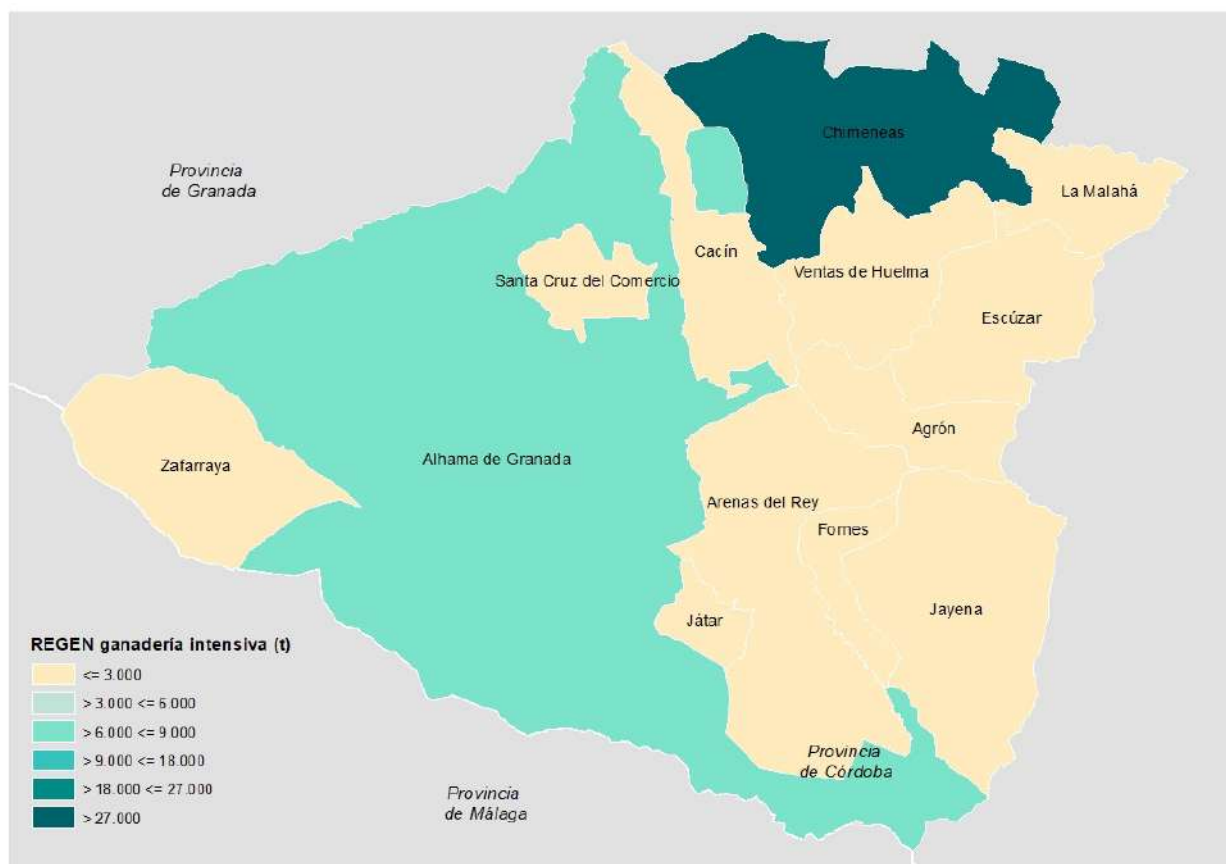 Chimeneas
Provincia
de Granada
La Malahá
Cacín
Ventas de Huelma
Santa Cruz del Comercio
Escúzar
Agrón
Zafarraya
Alhama de Granada
Arenas del Rey
Fornes
Jayena
Játar
REGEN ganadería intensiva (t)
<= 3.000
> 3.000 <= 6.000
> 6.000 <= 9.000
> 9.000 <= 18.000
> 18.000 <= 27.000
> 27.000
Provincia
de Córdoba
Provincia
de Málaga